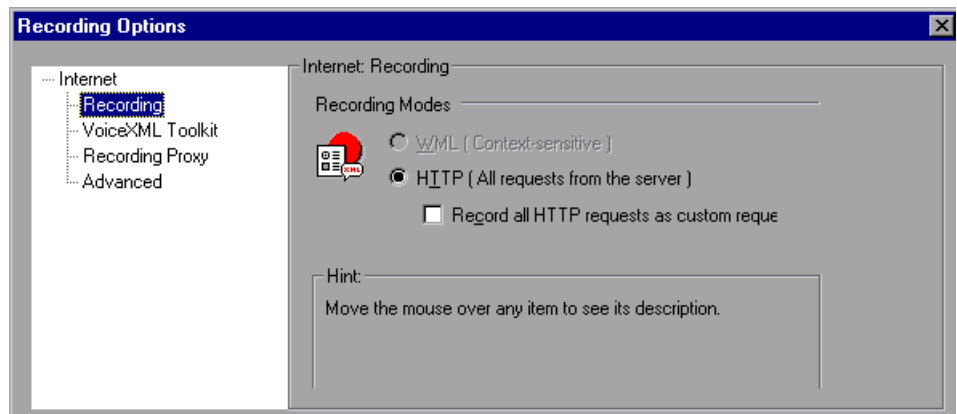 Recording Options
Internet
Recording
VoiceXML Toolkit
Recording Proxy
Advanced
Internet: Recording
Recording Modes
WML ( Context-sensitive )
HTTP ( All requests from the server )
Record all HTTP requests as custom reque
Hint:
Move the mouse over any item to see its description.
XML